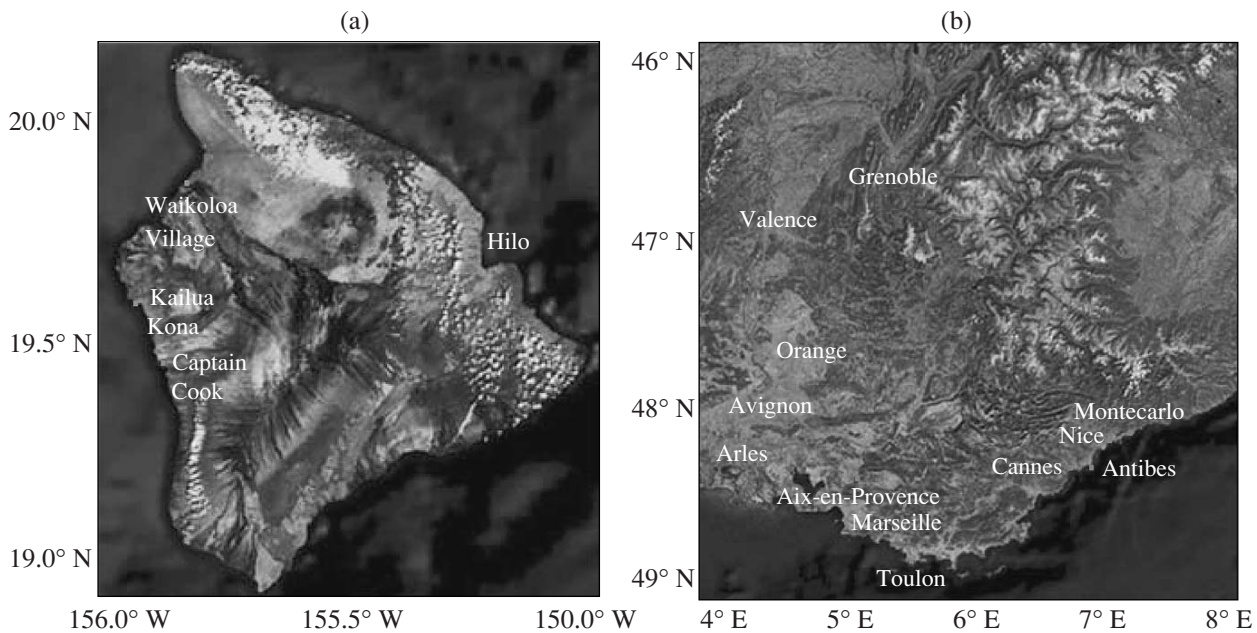 (a)
20.0° N
19.5° N
19.0° N
156.0° W
155.5° W
150.0° W
Waikoloa
Village
Hilo
Kailua
Kona
Captain
Cook
(b)
46° N
47° N
48° N
49° N
4° E
5° E
6° E
7° E
8° E
Grenoble
Valence
Orange
Avignon
Montecarlo
Nice
Arles
Cannes
Antibes
Aix-en-Provence
Marseille
Toulon